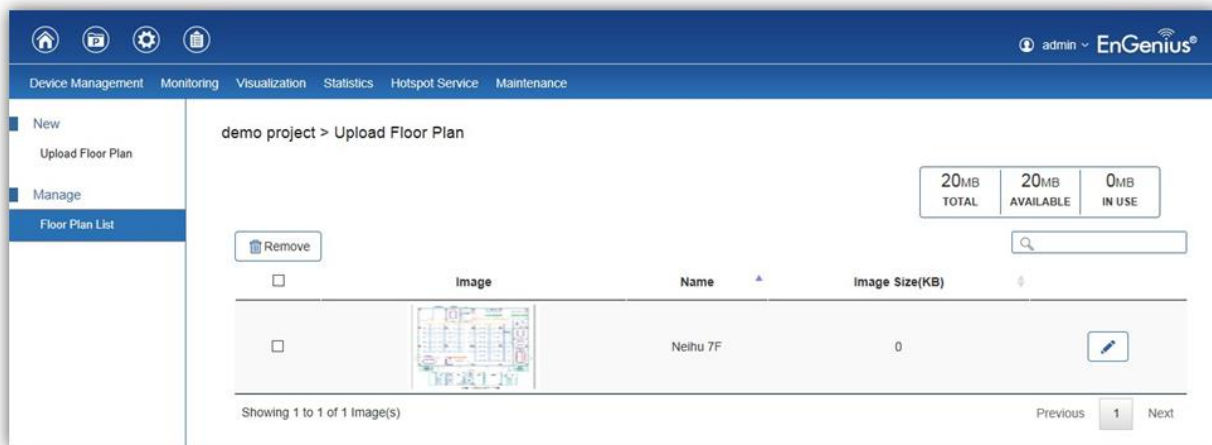 admin EnGenius®
Device Management Monitoring Visualization Statistics Hotspot Service Maintenance
New
Upload Floor Plan
Manage
Floor Plan List
demo project > Upload Floor Plan
20MB 20MB 0MB
TOTAL AVAILABLE IN USE
Remove
Image Name Image Size(KB)
Neihu 7F 0
Showing 1 to 1 of 1 Image(s)
Previous 1 Next